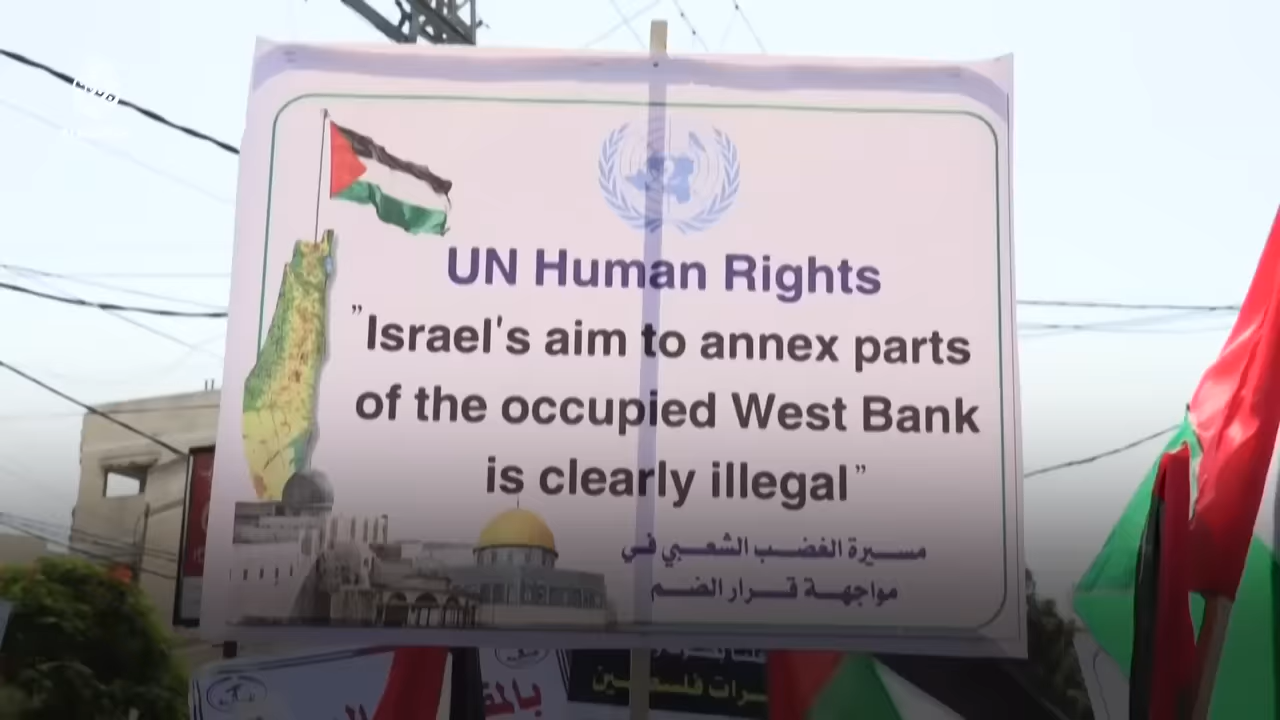 UN Human Rights
"Israel's aim to annex parts
of the occupied West Bank
is clearly illegal"
مسيرة الغضب الشعبي في
مواجهة قرار الضم
فلسطين